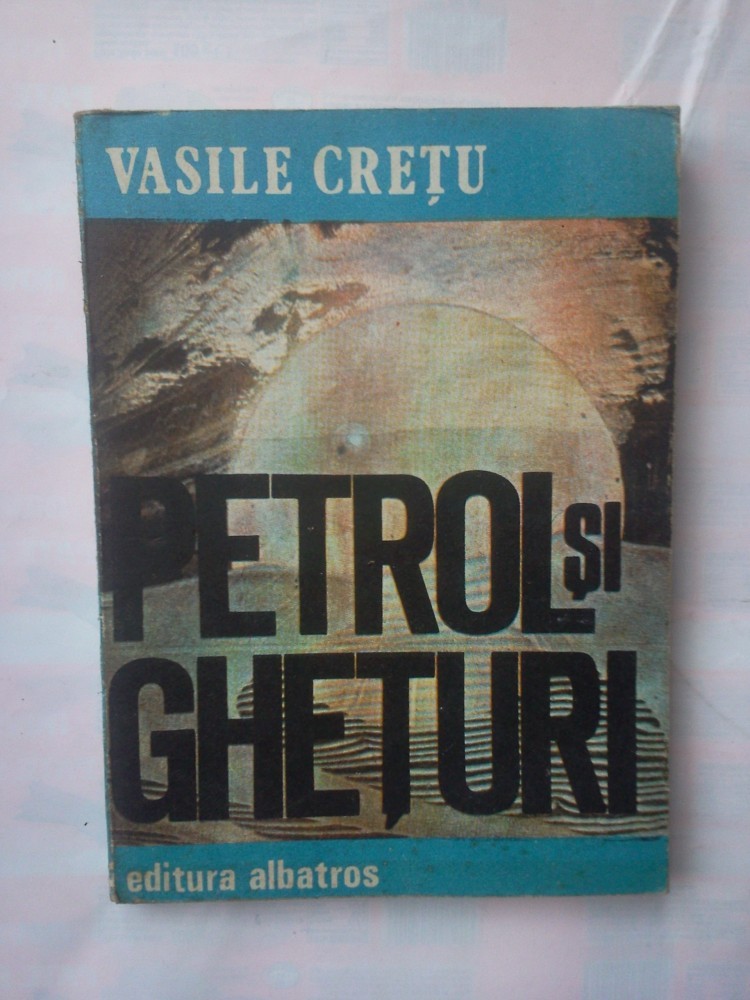 VASILE CREȚU
PETROL ȘI
GHEȚURI
editura albatros